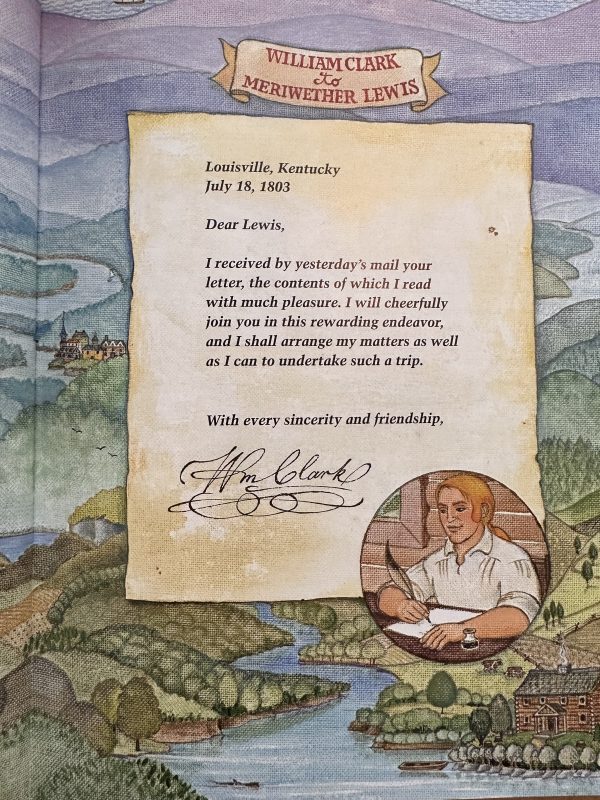 WILLIAM CLARK
to
MERIWETHER LEWIS
Louisville, Kentucky
July 18, 1803
Dear Lewis,
I received by yesterday's mail your
letter, the contents of which I read
with much pleasure. I will cheerfully
join you in this rewarding endeavor,
and I shall arrange my matters as well
as I can to undertake such a trip.
With every sincerity and friendship,
Wm Clark